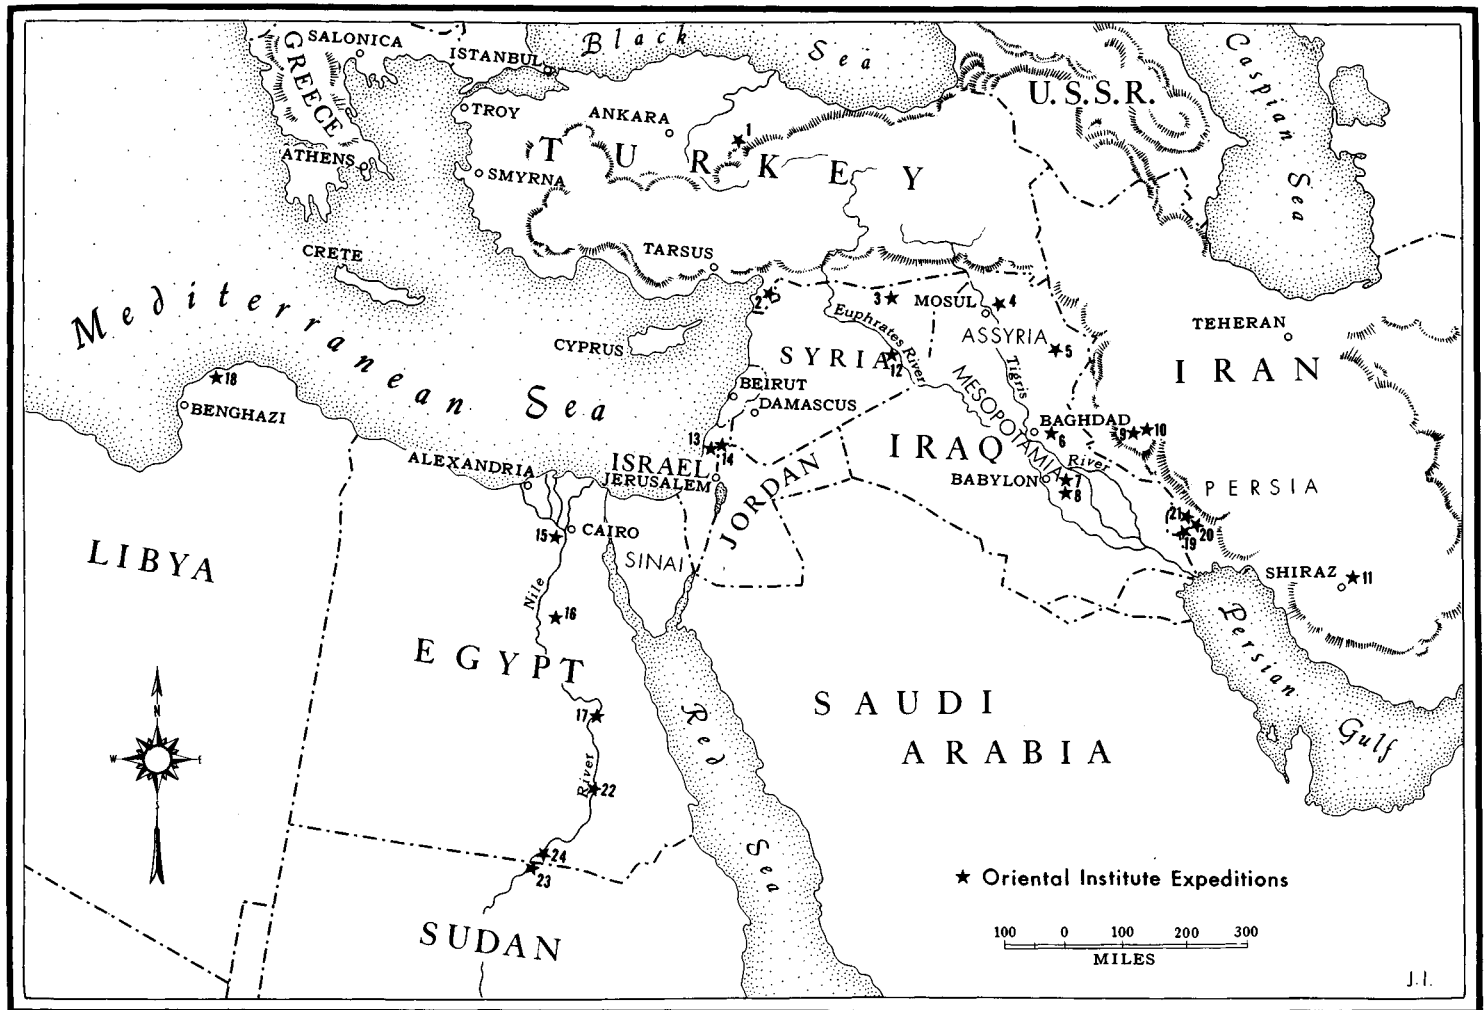 SALONICA
GREECE
ISTANBUL
Black Sea
Caspian Sea
U.S.S.R.
TROY
ANKARA
1
TURKEY
ATHENS
SMYRNA
CRETE
TARSUS
Mediterranean Sea
2
3
MOSUL
4
Euphrates River
ASSYRIA
TEHERAN
CYPRUS
SYRIA
12
5
Tigris
River
IRAN
18
BENGHAZI
BEIRUT
DAMASCUS
MESOPOTAMIA
BAGHDAD
6
9
10
13
14
IRAQ
ALEXANDRIA
ISRAEL
JERUSALEM
JORDAN
BABYLON
7
8
PERSIA
21
20
19
15
CAIRO
SINAI
LIBYA
SHIRAZ
11
Nile
River
16
EGYPT
Persian Gulf
17
SAUDI
ARABIA
Red Sea
N
W
E
22
24
23
SUDAN
★ Oriental Institute Expeditions
100 0 100 200 300
MILES
J.I.